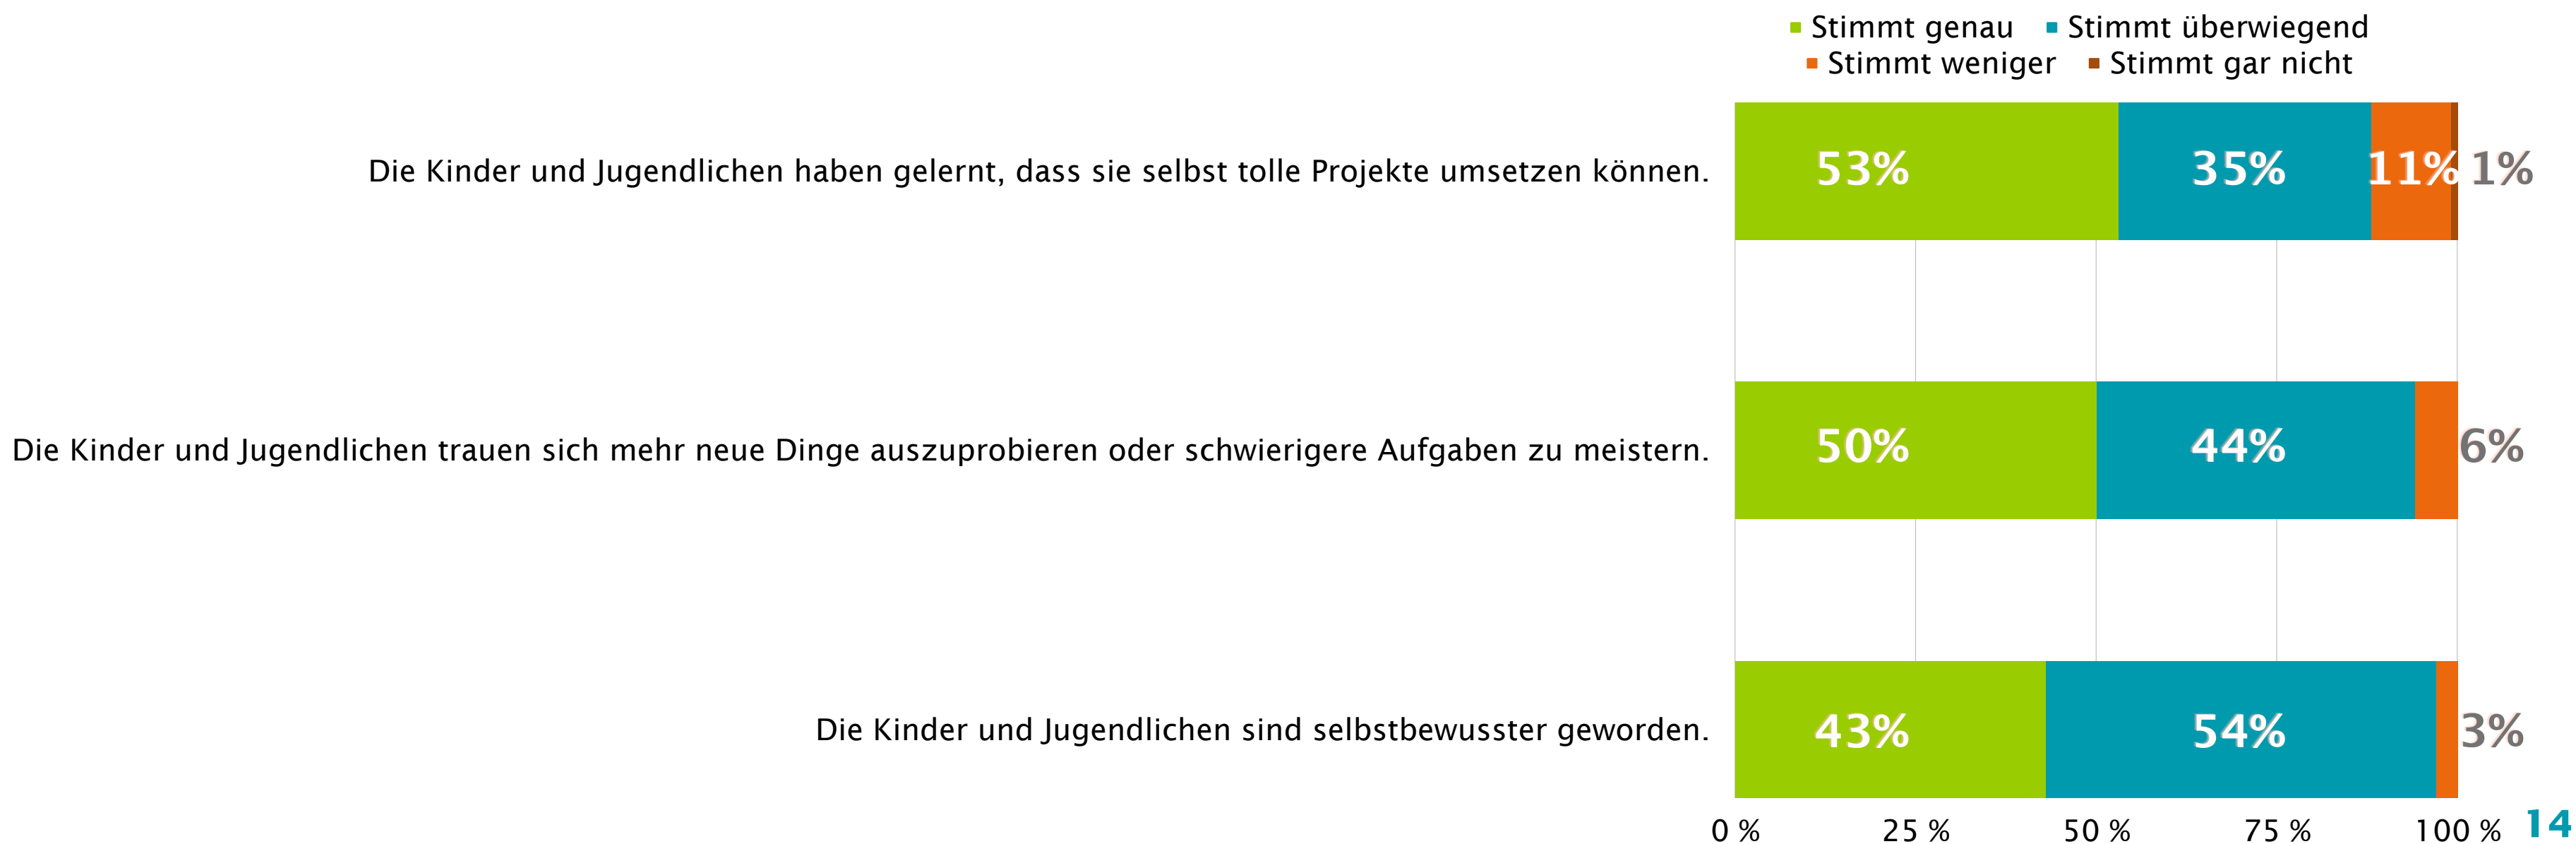 Stimmt genau Stimmt überwiegend
Stimmt weniger Stimmt gar nicht
Die Kinder und Jugendlichen haben gelernt, dass sie selbst tolle Projekte umsetzen können. 53% 35% 11% 1%
Die Kinder und Jugendlichen trauen sich mehr neue Dinge auszuprobieren oder schwierigere Aufgaben zu meistern. 50% 44% 6%
Die Kinder und Jugendlichen sind selbstbewusster geworden. 43% 54% 3%
0 % 25 % 50 % 75 % 100 % 14